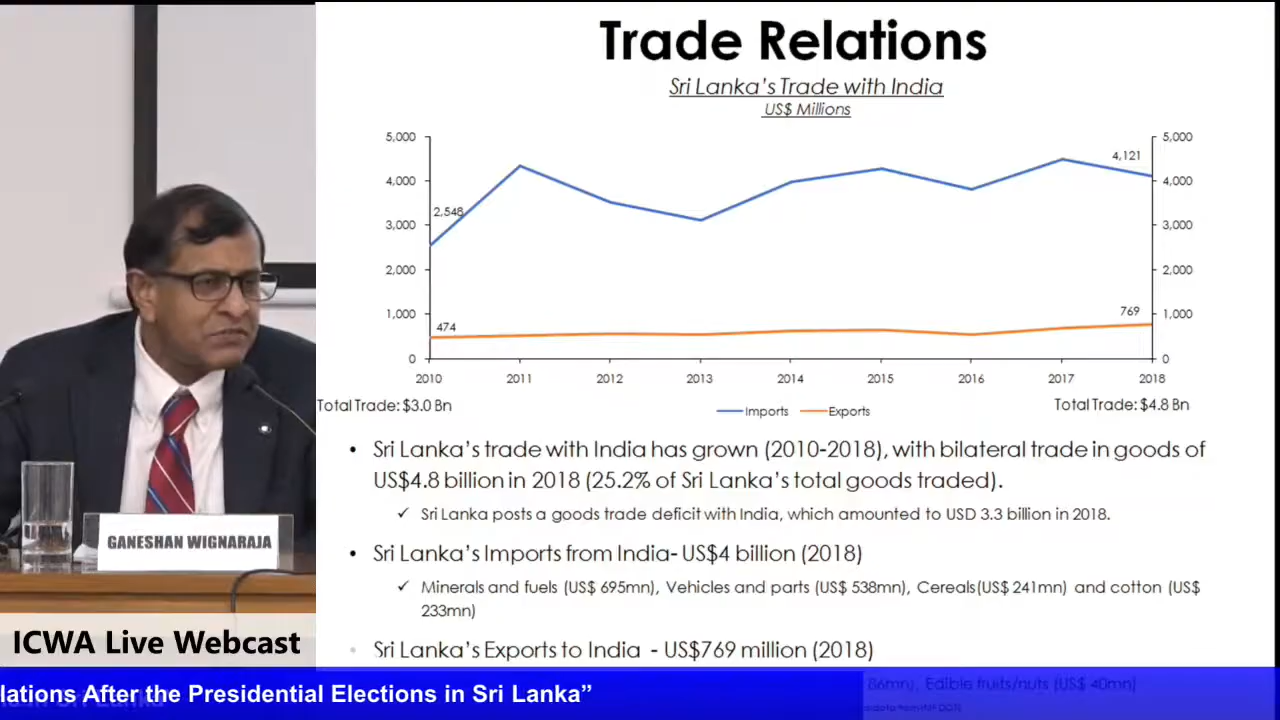 Trade Relations
Sri Lanka's Trade with India
US$ Millions
5,000
5,000
4,121
4,000
4,000
2,548
3,000
3,000
2,000
2,000
1,000
474
769
1,000
0
0
2010
2011
2012
2013
2014
2015
2016
2017
2018
Total Trade: $3.0 Bn
Imports
Exports
Total Trade: $4.8 Bn
• Sri Lanka's trade with India has grown (2010-2018), with bilateral trade in goods of
US$4.8 billion in 2018 (25.2% of Sri Lanka's total goods traded).
✓ Sri Lanka posts a goods trade deficit with India, which amounted to USD 3.3 billion in 2018.
• Sri Lanka's Imports from India- US$4 billion (2018)
✓ Minerals and fuels (US$ 695mn), Vehicles and parts (US$ 538mn), Cereals(US$ 241mn) and cotton (US$
233mn)
• Sri Lanka's Exports to India - US$769 million (2018)
86mn), Edible fruits/nuts (US$ 40mn)
GANESHAN WIGNARAJA
ICWA Live Webcast
lations After the Presidential Elections in Sri Lanka”